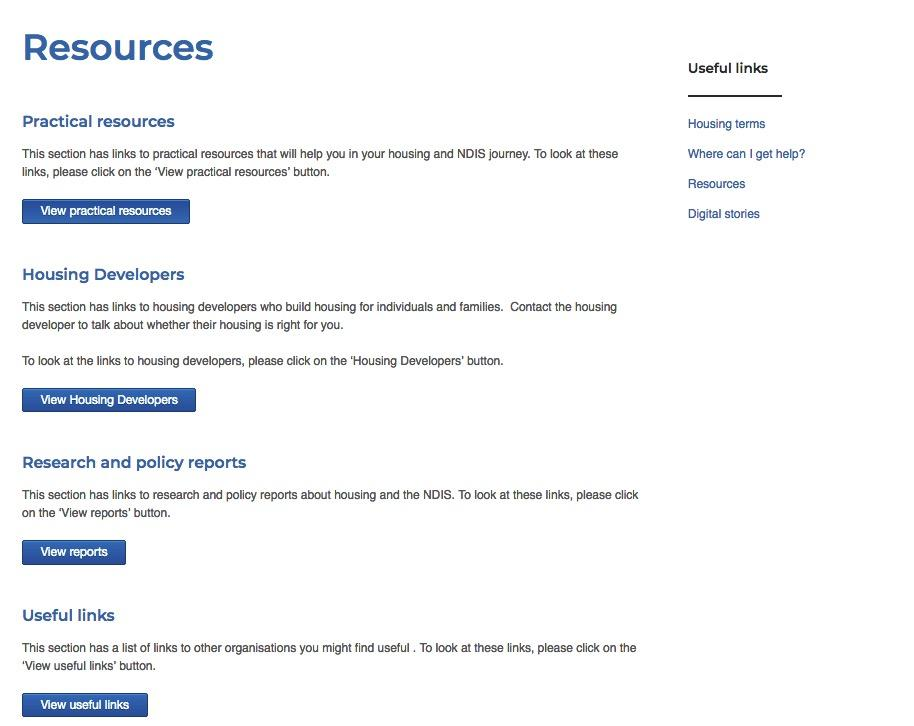 Resources
Practical resources
This section has links to practical resources that will help you in your housing and NDIS journey. To look at these
links, please click on the ‘View practical resources’ button.
View practical resources
Housing Developers
This section has links to housing developers who build housing for individuals and families.  Contact the housing
developer to talk about whether their housing is right for you.
To look at the links to housing developers, please click on the ‘Housing Developers’ button.
View Housing Developers
Research and policy reports
This section has links to research and policy reports about housing and the NDIS. To look at these links, please click
on the ‘View reports’ button.
View reports
Useful links
This section has a list of links to other organisations you might find useful . To look at these links, please click on the
‘View useful links’ button.
View useful links
Useful links
Housing terms
Where can I get help?
Resources
Digital stories